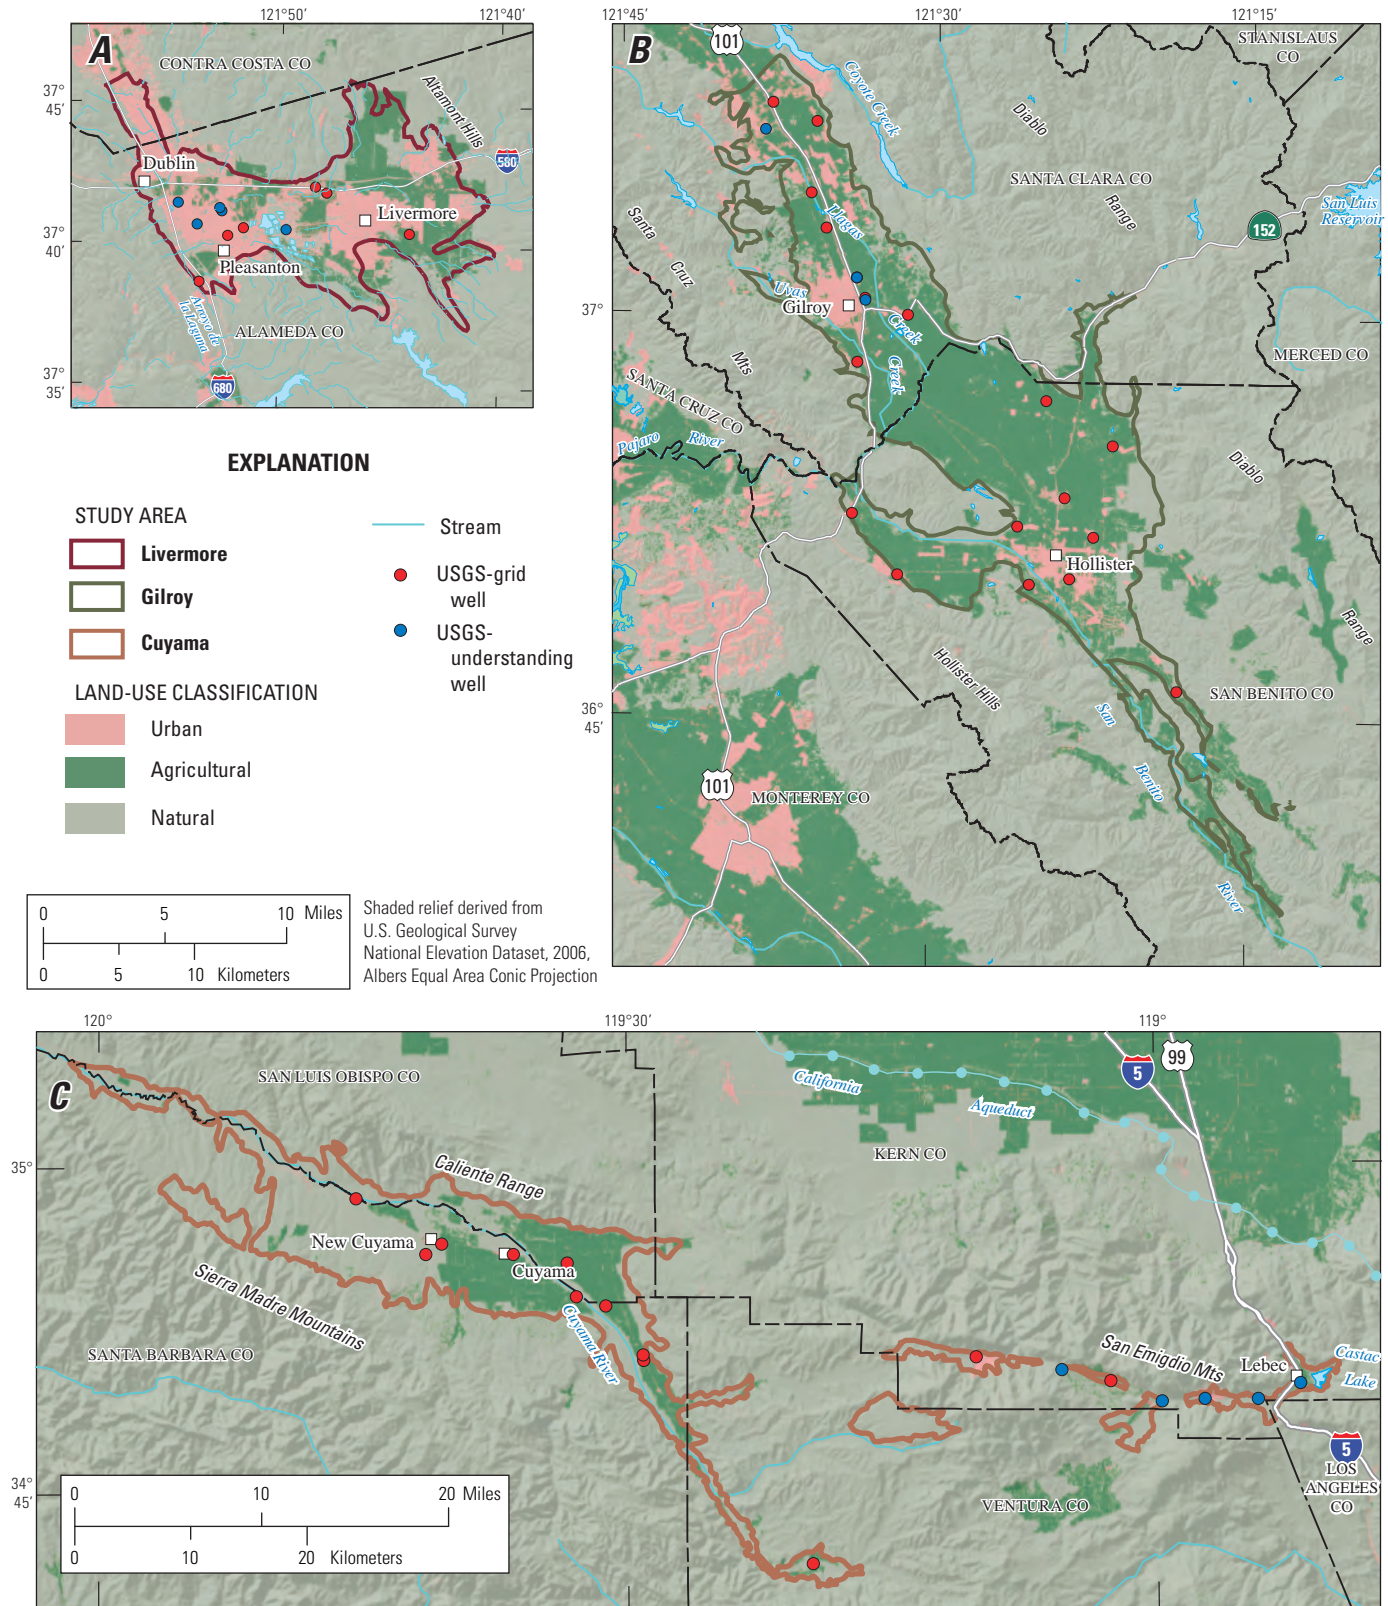 121°50'
121°40'
A
CONTRA COSTA CO
Altamont Hills
37°
45'
580
Dublin
Livermore
37°
40'
Pleasanton
Arroyo de
la Laguna
ALAMEDA CO
37°
35'
680
EXPLANATION
STUDY AREA
Livermore
Gilroy
Cuyama
LAND-USE CLASSIFICATION
Urban
Agricultural
Natural
Stream
USGS-grid
well
USGS-
understanding
well
0 5 10 Miles
0 5 10 Kilometers
Shaded relief derived from
U.S. Geological Survey
National Elevation Dataset, 2006,
Albers Equal Area Conic Projection
121°45'
121°30'
121°15'
B
101
STANISLAUS
CO
Coyote Creek
Diablo
Range
SANTA CLARA CO
San Luis
Reservoir
152
Santa
Cruz
Mts
Llagas
Creek
Uvas
Creek
Gilroy
37°
MERCED CO
SANTA CRUZ CO
Pajaro River
Diablo
Range
Hollister
Hollister Hills
SAN BENITO CO
36°
45'
San
Benito
River
101
MONTEREY CO
120°
119°30'
119°
C
SAN LUIS OBISPO CO
California
Aqueduct
5
99
35°
KERN CO
Caliente Range
New Cuyama
Cuyama
Sierra Madre Mountains
Cuyama River
SANTA BARBARA CO
San Emigdio Mts
Lebec
Castac
Lake
5
LOS
ANGELES
CO
VENTURA CO
34°
45'
0 10 20 Miles
0 10 20 Kilometers